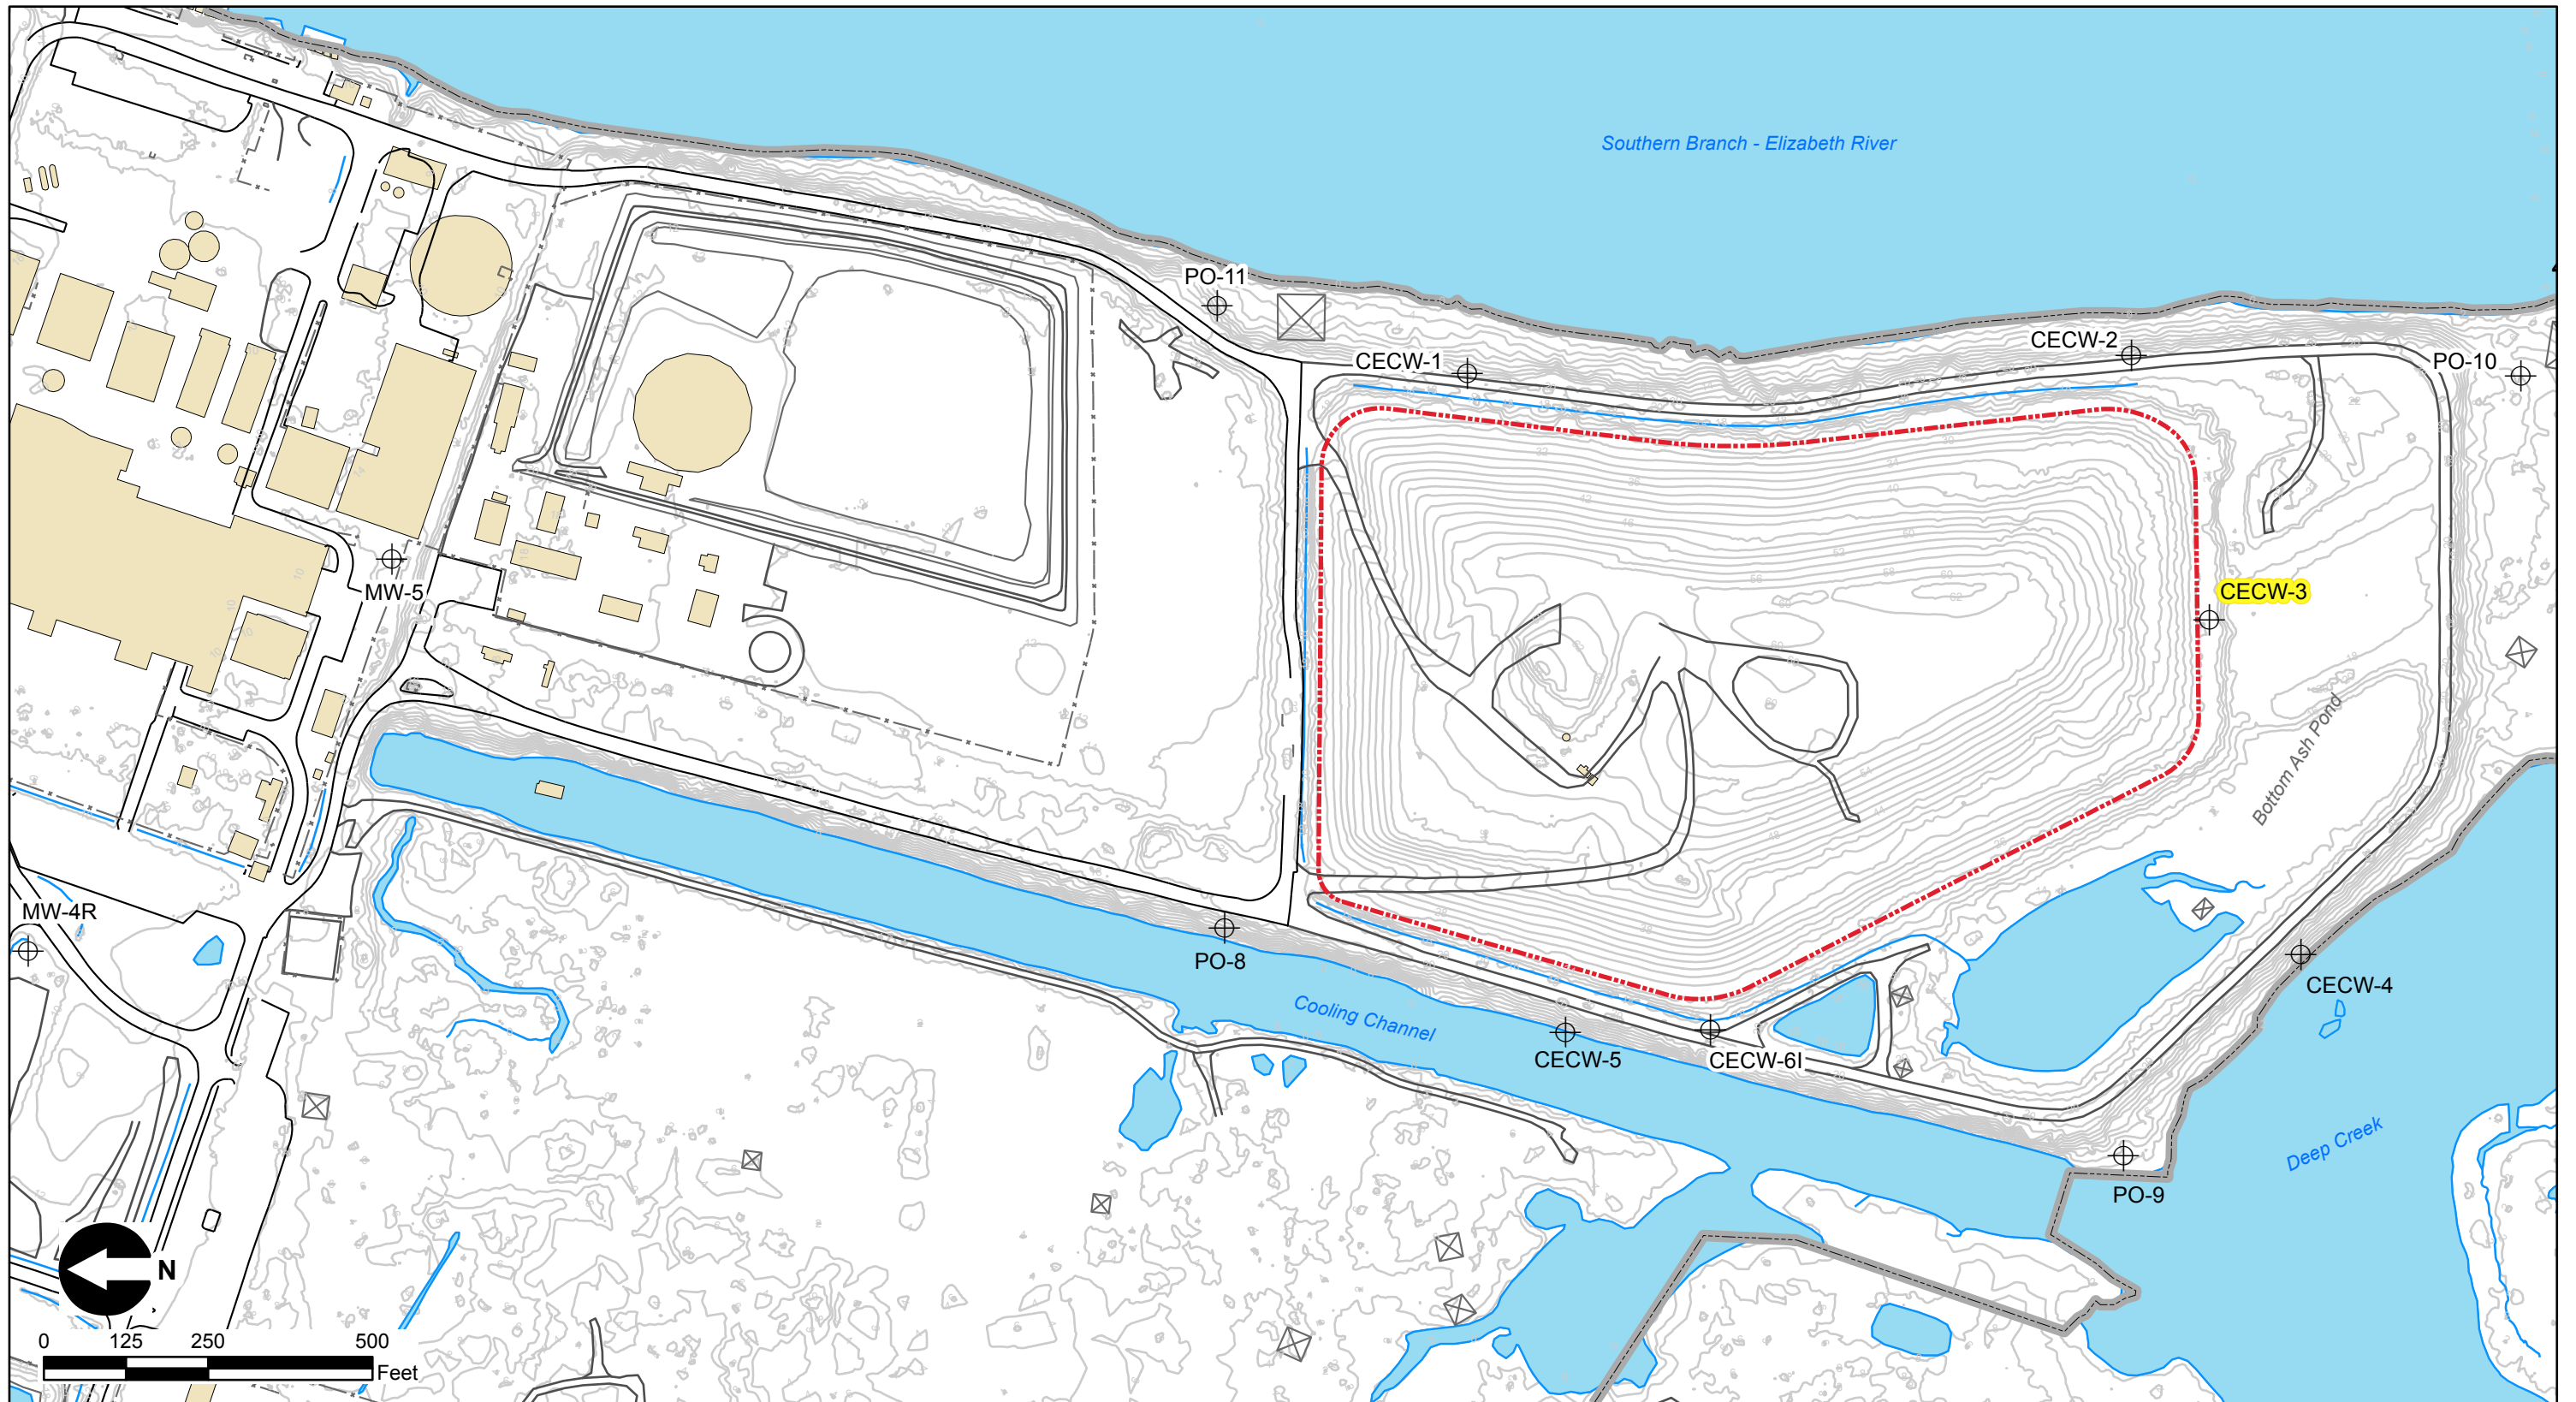 Southern Branch - Elizabeth River
PO-11
CECW-1
CECW-2
PO-10
MW-5
CECW-3
Bottom Ash Pond
MW-4R
PO-8
Cooling Channel
CECW-5
CECW-6I
CECW-4
Deep Creek
PO-9
N
0 125 250 500
Feet